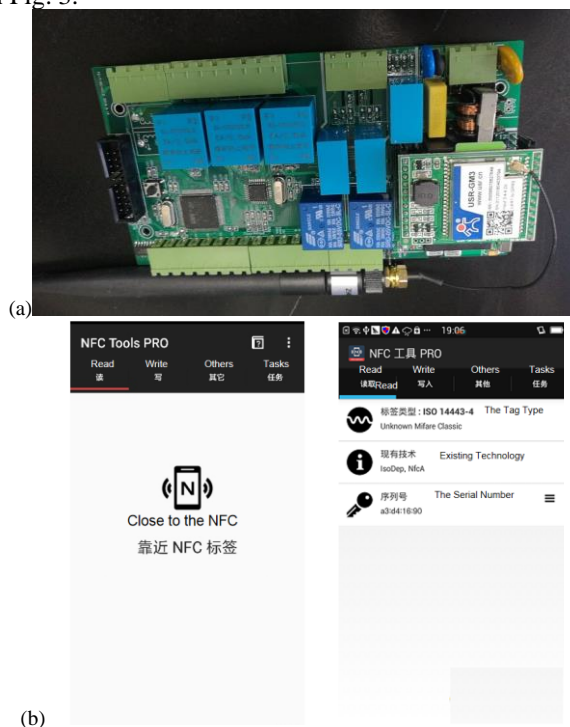 (a)
USR-GM3
www.usr.cn
NFC Tools PRO
Read Write Others Tasks
读 写 其它 任务
N
Close to the NFC
靠近 NFC 标签
19:06
NFC 工具 PRO
Read Write Others Tasks
读取Read 写入 其他 任务
标签类型 : ISO 14443-4 The Tag Type
Unknown Mifare Classic
现有技术 Existing Technology
IsoDep, NfcA
序列号 The Serial Number
a3:d4:16:90
(b)